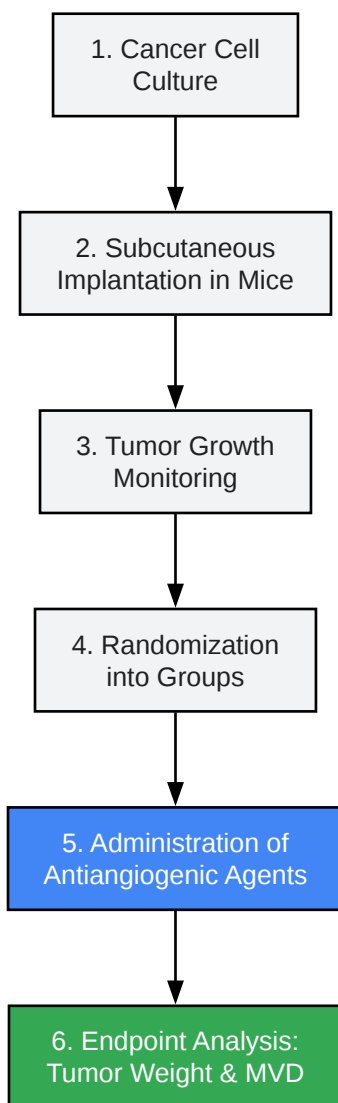 1. Cancer Cell
Culture
2. Subcutaneous
Implantation in Mice
3. Tumor Growth
Monitoring
4. Randomization
into Groups
5. Administration of
Antiangiogenic Agents
6. Endpoint Analysis:
Tumor Weight & MVD